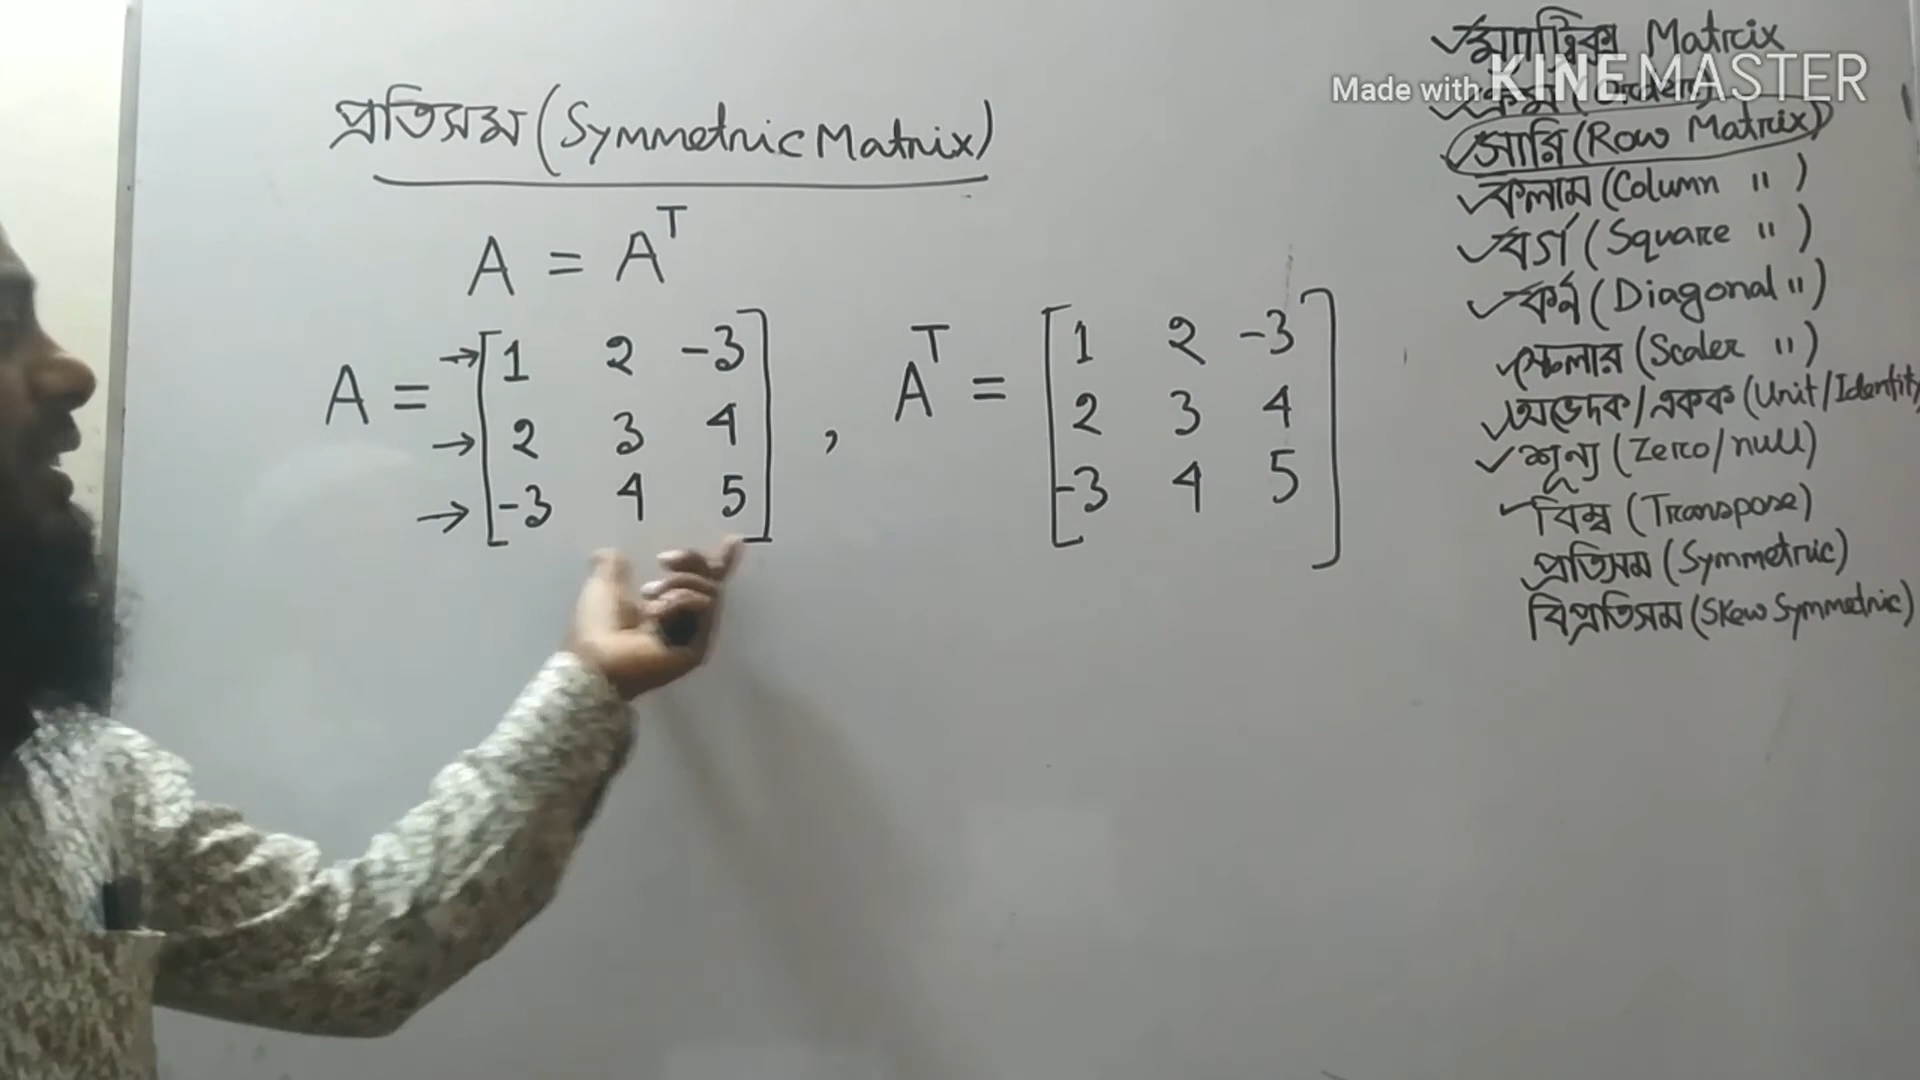 প্রতিসম (Symmetric Matrix)
A = Aᵀ
A = → [ 1 2 -3
→ 2 3 4
→ -3 4 5 ]
, Aᵀ = [ 1 2 -3
2 3 4
-3 4 5 ]
✓ম্যাট্রিক্স Matrix
Made with KINEMASTER
✓সারি (Row Matrix)
✓কলাম (Column " )
✓বর্গ (Square " )
✓কর্ন (Diagonal ")
✓স্কেলার (Scaler ")
✓অভেদক/একক (Unit/Identity
✓শূন্য (Zero/null)
✓বিম্ব (Transpose)
প্রতিসম (Symmetric)
বিপ্রতিসম (Skew Symmetric)